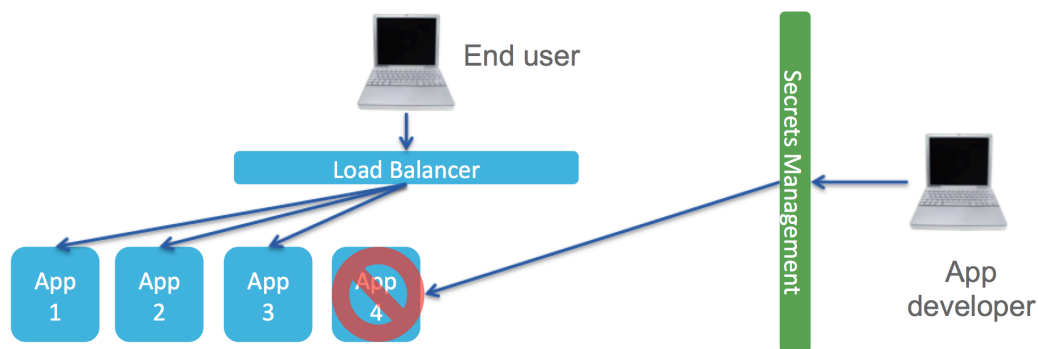 End user
Load Balancer
Secrets Management
App
1
App
2
App
3
App
4
App
developer